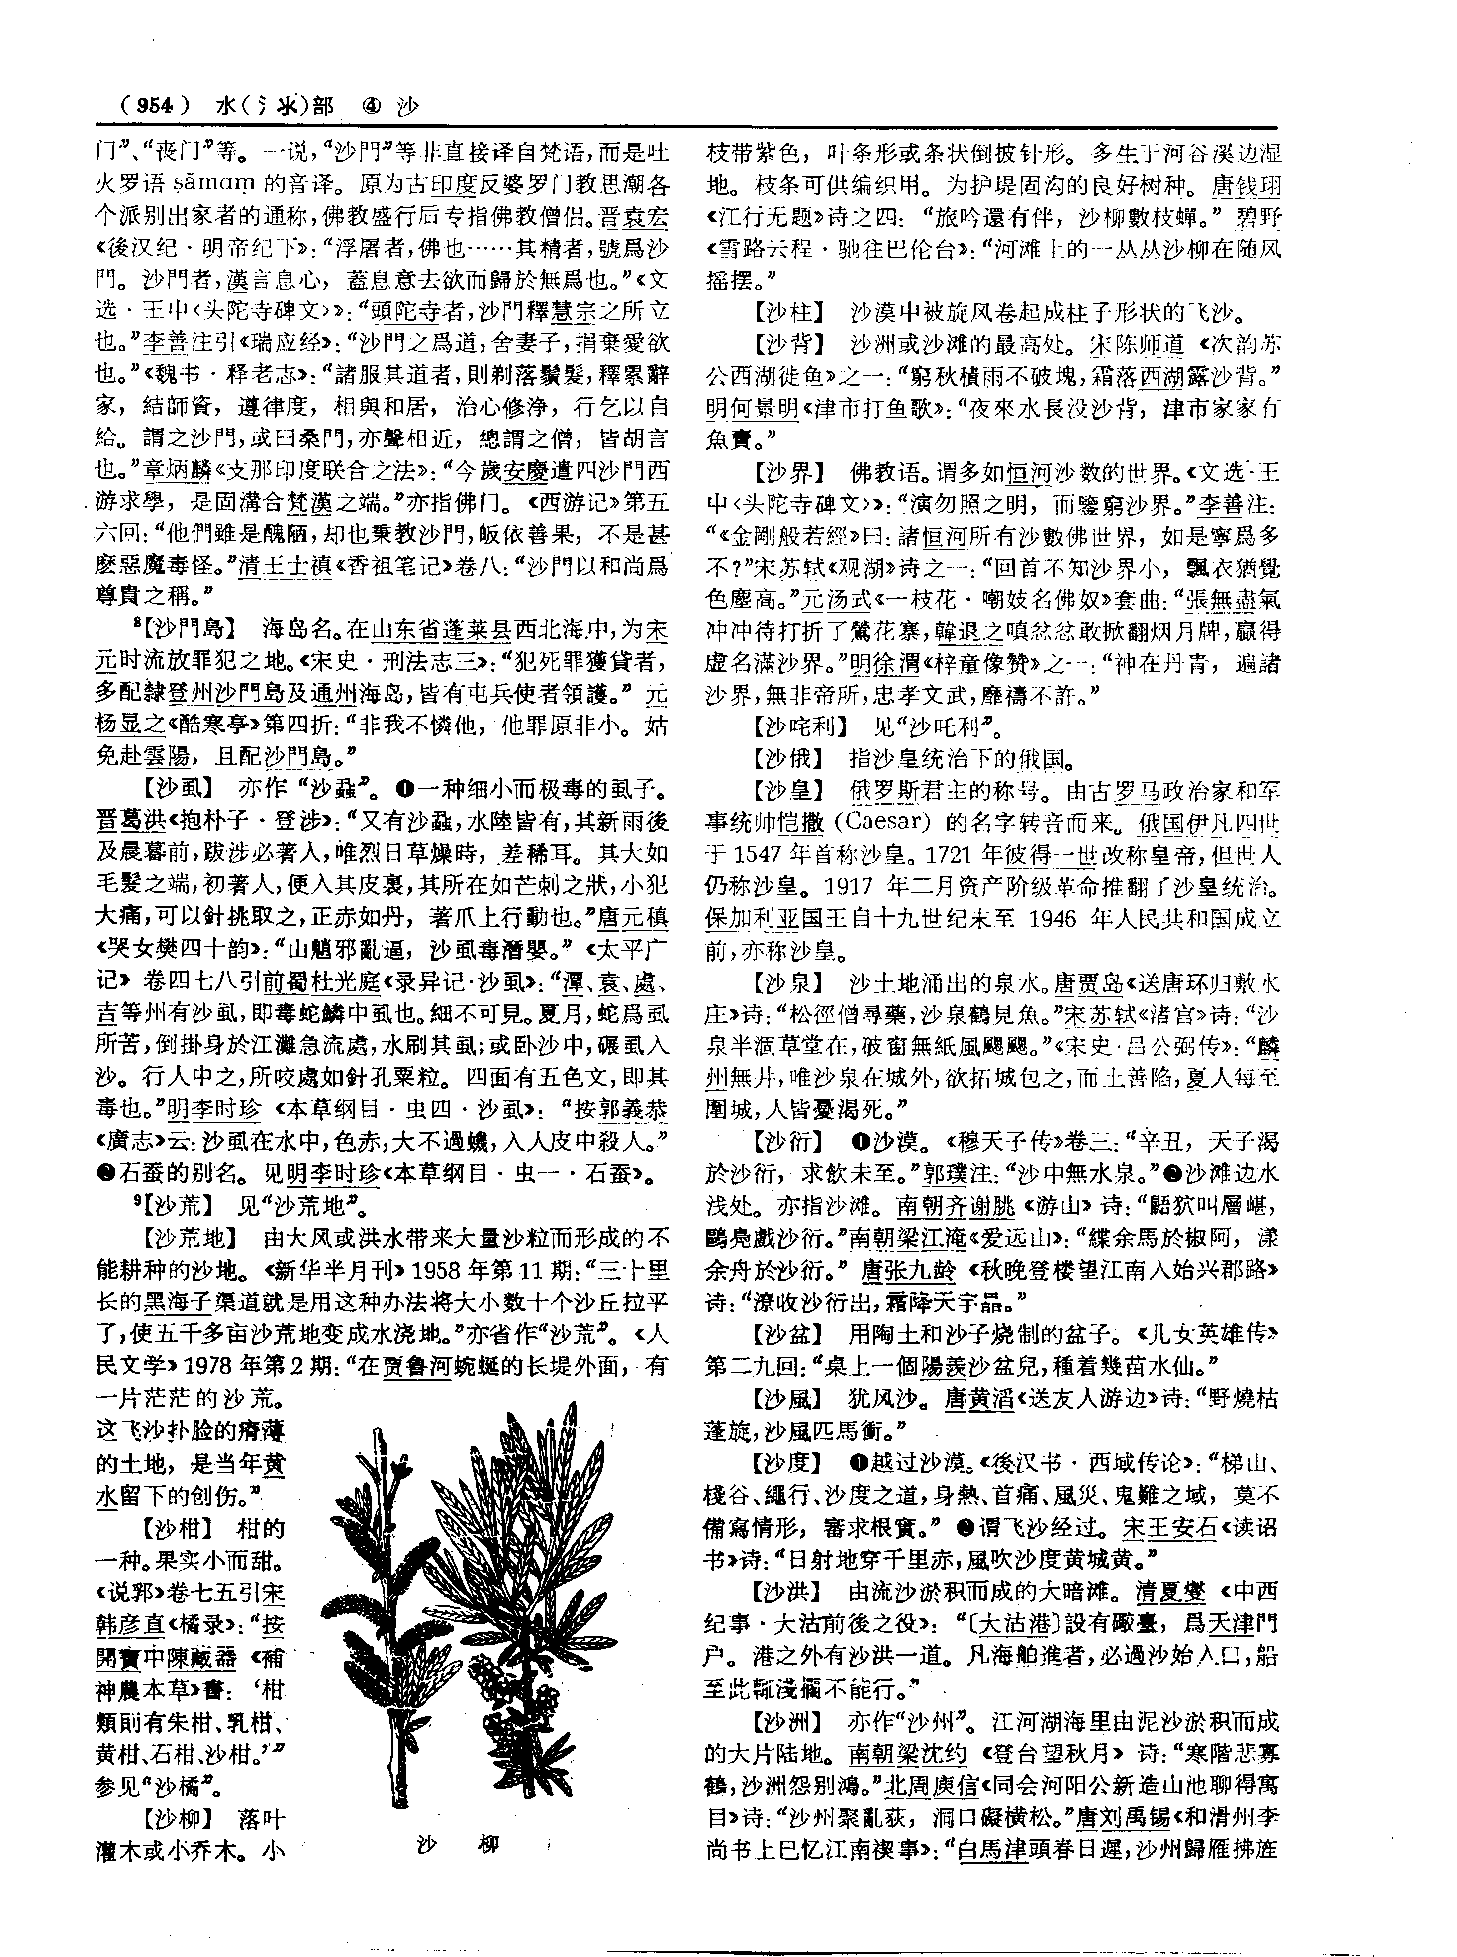 （954） 水（氵氺）部 ④ 沙
门”、“丧门”等。一说，“沙門”等非直接译自梵语，而是吐
火罗语 ṣāmaṃ 的音译。原为古印度反婆罗门教思潮各
个派别出家者的通称，佛教盛行后专指佛教僧侣。晋袁宏
《後汉纪·明帝纪下》：“浮屠者，佛也……其精者，號爲沙
門。沙門者，漢言息心，蓋息意去欲而歸於無爲也。”《文
选·王屮〈头陀寺碑文〉》：“頭陀寺者，沙門釋慧宗之所立
也。”李善注引《瑞应经》：“沙門之爲道，舍妻子，捐棄愛欲
也。”《魏书·释老志》：“諸服其道者，則剃落鬚髮，釋累辭
家，結師資，遵律度，相與和居，治心修净，行乞以自
給。謂之沙門，或曰桑門，亦聲相近，總謂之僧，皆胡言
也。”章炳麟《支那印度联合之法》：“今歲安慶遣四沙門西
游求學，是固溝合梵漢之端。”亦指佛门。《西游记》第五
六回：“他們雖是醜陋，却也秉教沙門，皈依善果，不是甚
麽惡魔毒怪。”清王士禛《香祖笔记》卷八：“沙門以和尚爲
尊貴之稱。”
⁸【沙門島】 海岛名。在山东省蓬莱县西北海中，为宋
元时流放罪犯之地。《宋史·刑法志三》：“犯死罪獲貸者，
多配隸登州沙門島及通州海岛，皆有屯兵使者領護。”元
杨显之《酷寒亭》第四折：“非我不憐他，他罪原非小。姑
免赴雲陽，且配沙門島。”
【沙虱】 亦作“沙蝨”。❶一种细小而极毒的虱子。
晋葛洪《抱朴子·登涉》：“又有沙蝨，水陸皆有，其新雨後
及晨暮前，跋涉必著人，唯烈日草燥時，差稀耳。其大如
毛髮之端，初著人，便入其皮裏，其所在如芒刺之狀，小犯
大痛，可以針挑取之，正赤如丹，著爪上行動也。”唐元稹
《哭女樊四十韵》：“山魈邪亂逼，沙虱毒潛嬰。”《太平广
记》卷四七八引前蜀杜光庭《录异记·沙虱》：“潭、袁、處、
吉等州有沙虱，即毒蛇鱗中虱也。細不可見。夏月，蛇爲虱
所苦，倒掛身於江灘急流處，水刷其虱；或卧沙中，碾虱入
沙。行人中之，所咬處如針孔粟粒。四面有五色文，即其
毒也。”明李时珍《本草纲目·虫四·沙虱》：“按郭義恭
《廣志》云：沙虱在水中，色赤；大不過蟣，入人皮中殺人。”
❷石蚕的别名。见明李时珍《本草纲目·虫一·石蚕》。
⁹【沙荒】 见“沙荒地”。
【沙荒地】 由大风或洪水带来大量沙粒而形成的不
能耕种的沙地。《新华半月刊》1958年第11期：“三十里
长的黑海子渠道就是用这种办法将大小数十个沙丘拉平
了，使五千多亩沙荒地变成水浇地。”亦省作“沙荒”。《人
民文学》1978年第2期：“在贾鲁河蜿蜒的长堤外面，有
一片茫茫的沙荒。
这飞沙扑脸的瘠薄
的土地，是当年黄
水留下的创伤。”
【沙柑】 柑的
一种。果实小而甜。
《说郛》卷七五引宋
韩彦直《橘录》：“按
開寶中陳藏器《補
神農本草》書：‘柑
類則有朱柑、乳柑、
黄柑、石柑、沙柑。’”
参见“沙橘”。
【沙柳】 落叶
灌木或小乔木。小
沙 柳
枝带紫色，叶条形或条状倒披针形。多生于河谷溪边湿
地。枝条可供编织用。为护堤固沟的良好树种。唐钱珝
《江行无题》诗之四：“旅吟還有伴，沙柳數枝蟬。”碧野
《雪路云程·驰往巴伦台》：“河滩上的一丛丛沙柳在随风
摇摆。”
【沙柱】 沙漠中被旋风卷起成柱子形状的飞沙。
【沙背】 沙洲或沙滩的最高处。宋陈师道《次韵苏
公西湖徙鱼》之一：“窮秋積雨不破塊，霜落西湖露沙背。”
明何景明《津市打鱼歌》：“夜來水長没沙背，津市家家有
魚賣。”
【沙界】 佛教语。谓多如恒河沙数的世界。《文选·王
屮〈头陀寺碑文〉》：“演勿照之明，而鑒窮沙界。”李善注：
“《金剛般若經》曰：諸恒河所有沙數佛世界，如是寧爲多
不？”宋苏轼《观湖》诗之一：“回首不知沙界小，飄衣猶覺
色塵高。”元汤式《一枝花·嘲妓名佛奴》套曲：“張無盡氣
冲冲待打折了鶯花寨，韓退之嗔忿忿敢掀翻烟月牌，贏得
虚名滿沙界。”明徐渭《梓童像赞》之一：“神在丹青，遍諸
沙界，無非帝所，忠孝文武，靡禱不許。”
【沙咤利】 见“沙吒利”。
【沙俄】 指沙皇统治下的俄国。
【沙皇】 俄罗斯君主的称号。由古罗马政治家和军
事统帅恺撒（Caesar）的名字转音而来。俄国伊凡四世
于1547年首称沙皇。1721年彼得一世改称皇帝，但世人
仍称沙皇。1917年二月资产阶级革命推翻了沙皇统治。
保加利亚国王自十九世纪末至1946年人民共和国成立
前，亦称沙皇。
【沙泉】 沙土地涌出的泉水。唐贾岛《送唐环归敷水
庄》诗：“松徑僧尋藥，沙泉鶴見魚。”宋苏轼《渚宫》诗：“沙
泉半涸草堂在，破窗無紙風颸颸。”《宋史·吕公弼传》：“麟
州無井，唯沙泉在城外，欲拓城包之，而土善陷，夏人每至
圍城，人皆憂渴死。”
【沙衍】 ❶沙漠。《穆天子传》卷三：“辛丑，天子渴
於沙衍，求飲未至。”郭璞注：“沙中無水泉。”❷沙滩边水
浅处。亦指沙滩。南朝齐谢朓《游山》诗：“鼯狖叫層嵁，
鷗鳧戲沙衍。”南朝梁江淹《爱远山》：“緤余馬於椒阿，漾
余舟於沙衍。”唐张九龄《秋晚登楼望江南入始兴郡路》
诗：“潦收沙衍出，霜降天宇晶。”
【沙盆】 用陶土和沙子烧制的盆子。《儿女英雄传》
第二九回：“桌上一個陽羨沙盆兒，種着幾苗水仙。”
【沙風】 犹风沙。唐黄滔《送友人游边》诗：“野燒枯
蓬旋，沙風匹馬衝。”
【沙度】 ❶越过沙漠。《後汉书·西域传论》：“梯山、
棧谷、繩行、沙度之道，身熱、首痛、風災、鬼難之域，莫不
備寫情形，審求根實。”❷谓飞沙经过。宋王安石《读诏
书》诗：“日射地穿千里赤，風吹沙度黄城黄。”
【沙洪】 由流沙淤积而成的大暗滩。清夏燮《中西
纪事·大沽前後之役》：“〔大沽港〕設有礮臺，爲天津門
户。港之外有沙洪一道。凡海舶進者，必過沙始入口，船
至此輒淺擱不能行。”
【沙洲】 亦作“沙州”。江河湖海里由泥沙淤积而成
的大片陆地。南朝梁沈约《登台望秋月》诗：“寒階悲寡
鶴，沙洲怨别鴻。”北周庾信《同会河阳公新造山池聊得寓
目》诗：“沙州聚亂荻，洞口礙横松。”唐刘禹锡《和滑州李
尚书上巳忆江南禊事》：“白馬津頭春日遲，沙州歸雁拂旌